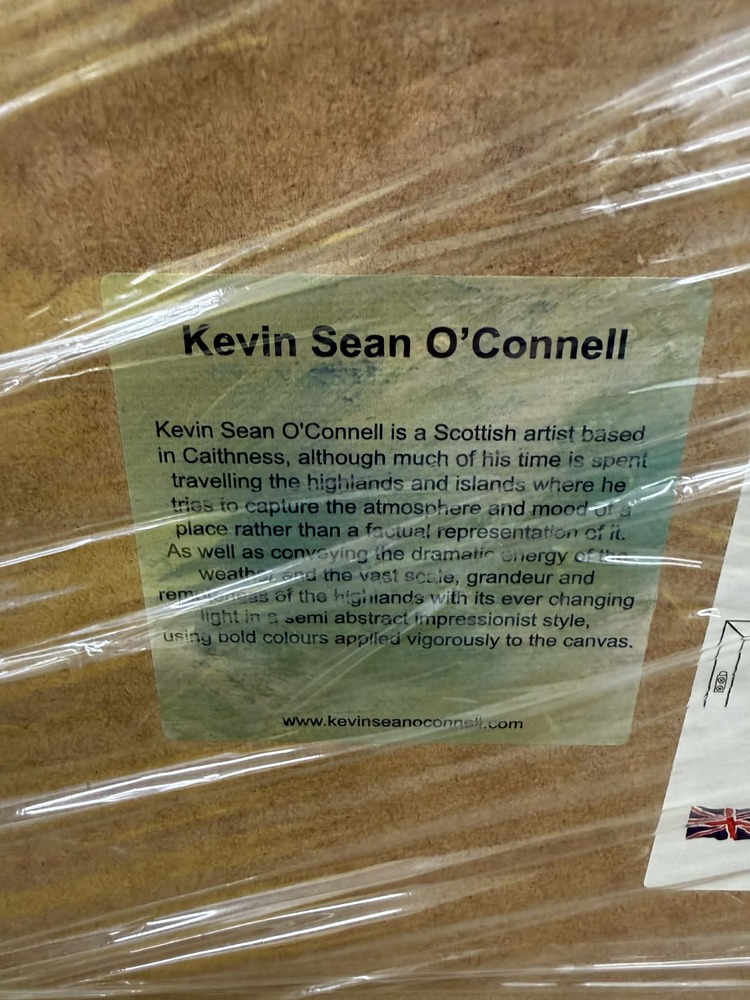 Kevin Sean O'Connell
Kevin Sean O'Connell is a Scottish artist based
in Caithness, although much of his time is spent
travelling the highlands and islands where he
tries to capture the atmosphere and mood of a
place rather than a factual representation of it.
As well as conveying the dramatic energy of the
weather and the vast scale, grandeur and
remoteness of the highlands with its ever changing
light in a semi abstract impressionist style,
using bold colours applied vigorously to the canvas.
www.kevinseanoconnell.com